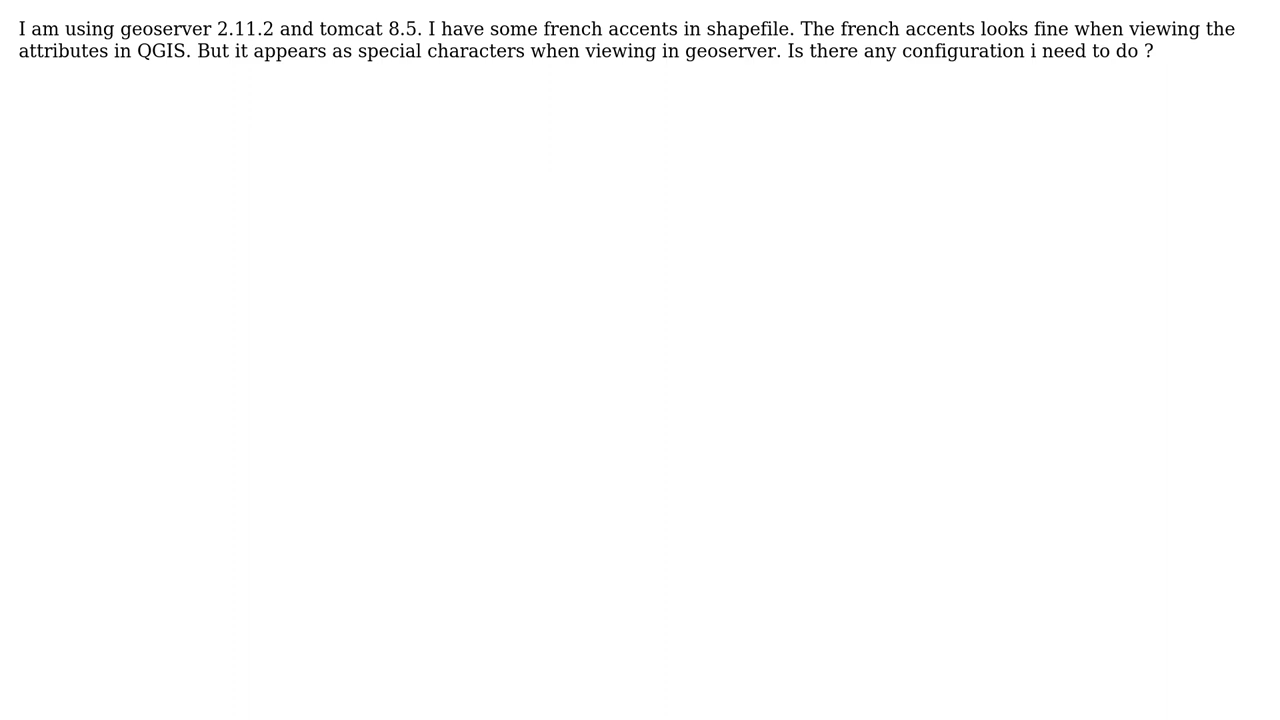 I am using geoserver 2.11.2 and tomcat 8.5. I have some french accents in shapefile. The french accents looks fine when viewing the
attributes in QGIS. But it appears as special characters when viewing in geoserver. Is there any configuration i need to do ?